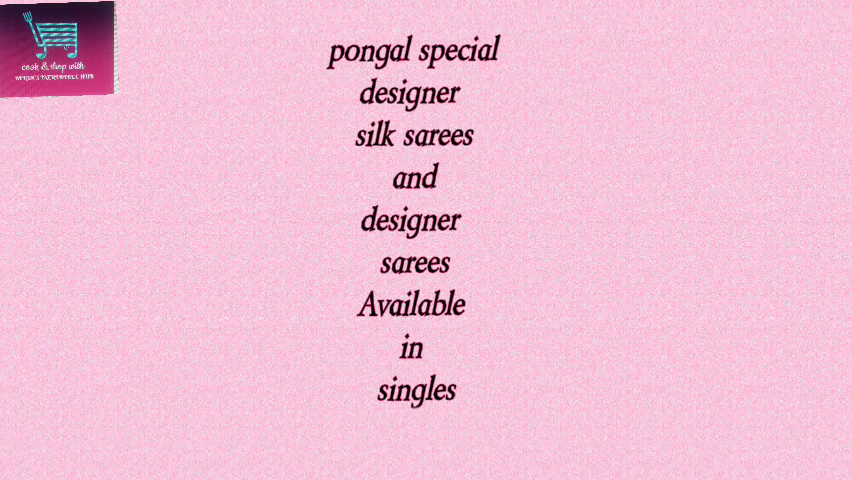 cook & shop with
pongal special
designer
silk sarees
and
designer
sarees
Available
in
singles